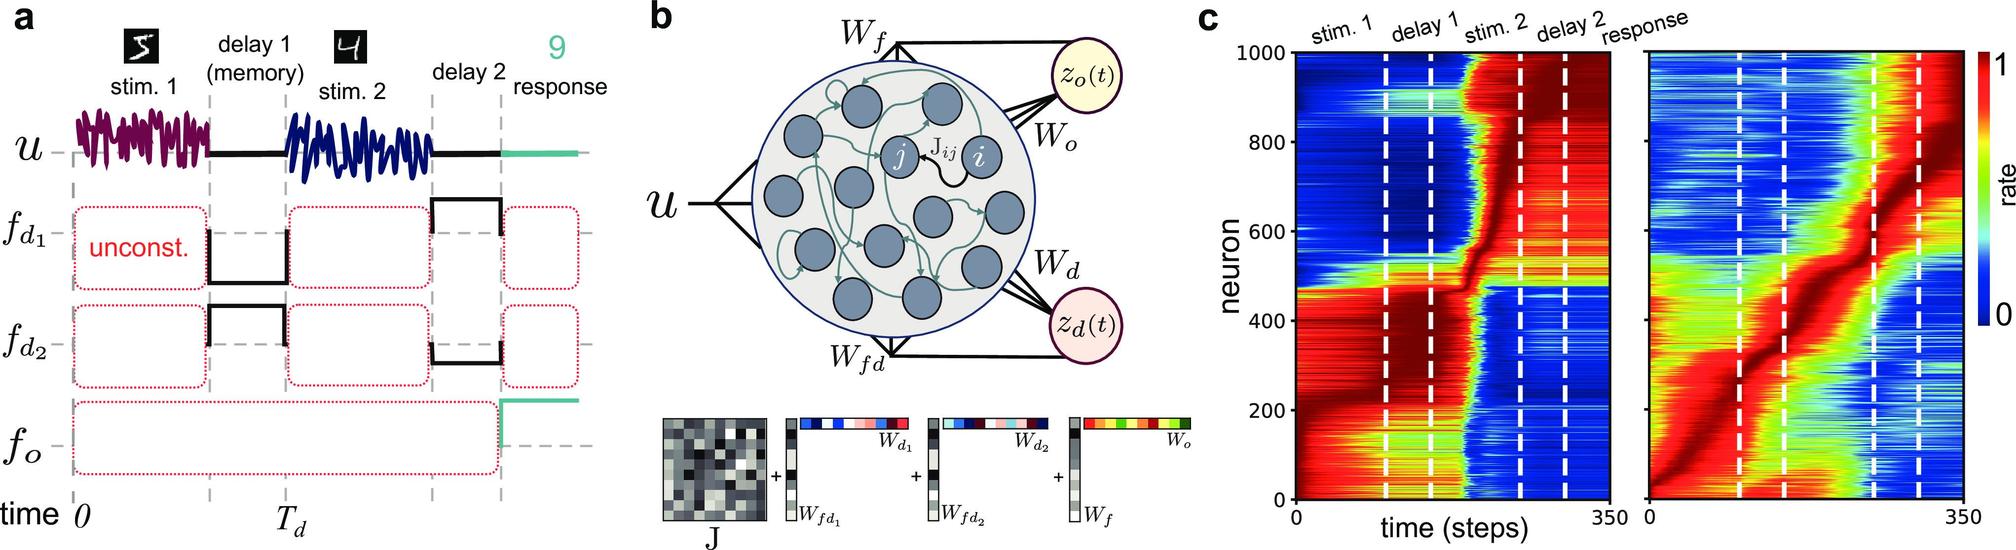 a
5
4
9
stim. 1
delay 1
(memory)
stim. 2
delay 2
response
u
f_{d_1}
unconst.
f_{d_2}
f_o
time 0
T_d
b
W_f
z_o(t)
W_o
j
J_{ij}
i
u
W_d
z_d(t)
W_{fd}
J
+
W_{d_1}
W_{fd_1}
+
W_{d_2}
W_{fd_2}
+
W_o
W_f
c
stim. 1
delay 1
stim. 2
delay 2
response
neuron
1000
800
600
400
200
0
0
350
time (steps)
0
350
1
0
rate